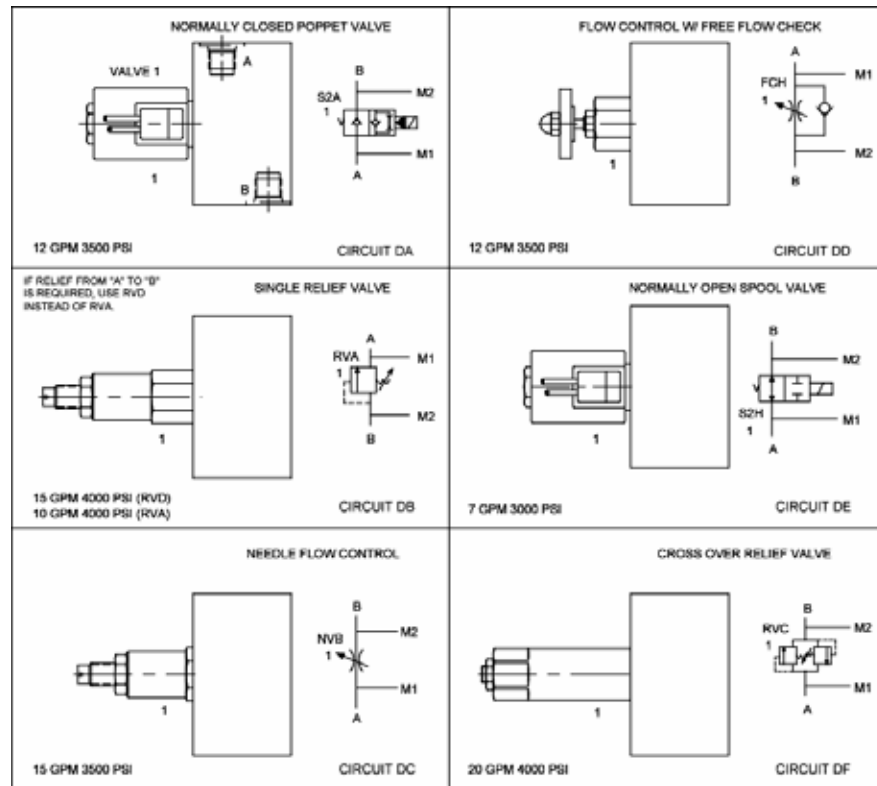 NORMALLY CLOSED POPPET VALVE
VALVE 1
A
B
1
S2A
1
B
M2
M1
A
12 GPM 3500 PSI
CIRCUIT DA
FLOW CONTROL W/ FREE FLOW CHECK
1
A
M1
FCH
1
M2
B
12 GPM 3500 PSI
CIRCUIT DD
IF RELIEF FROM "A" TO "B"
IS REQUIRED, USE RVD
INSTEAD OF RVA.
SINGLE RELIEF VALVE
1
A
RVA
M1
1
M2
B
15 GPM 4000 PSI (RVD)
10 GPM 4000 PSI (RVA)
CIRCUIT DB
NORMALLY OPEN SPOOL VALVE
1
B
M2
S2H
M1
1
A
7 GPM 3000 PSI
CIRCUIT DE
NEEDLE FLOW CONTROL
1
B
M2
NVB
1
M1
A
15 GPM 3500 PSI
CIRCUIT DC
CROSS OVER RELIEF VALVE
1
B
M2
RVC
1
M1
A
20 GPM 4000 PSI
CIRCUIT DF